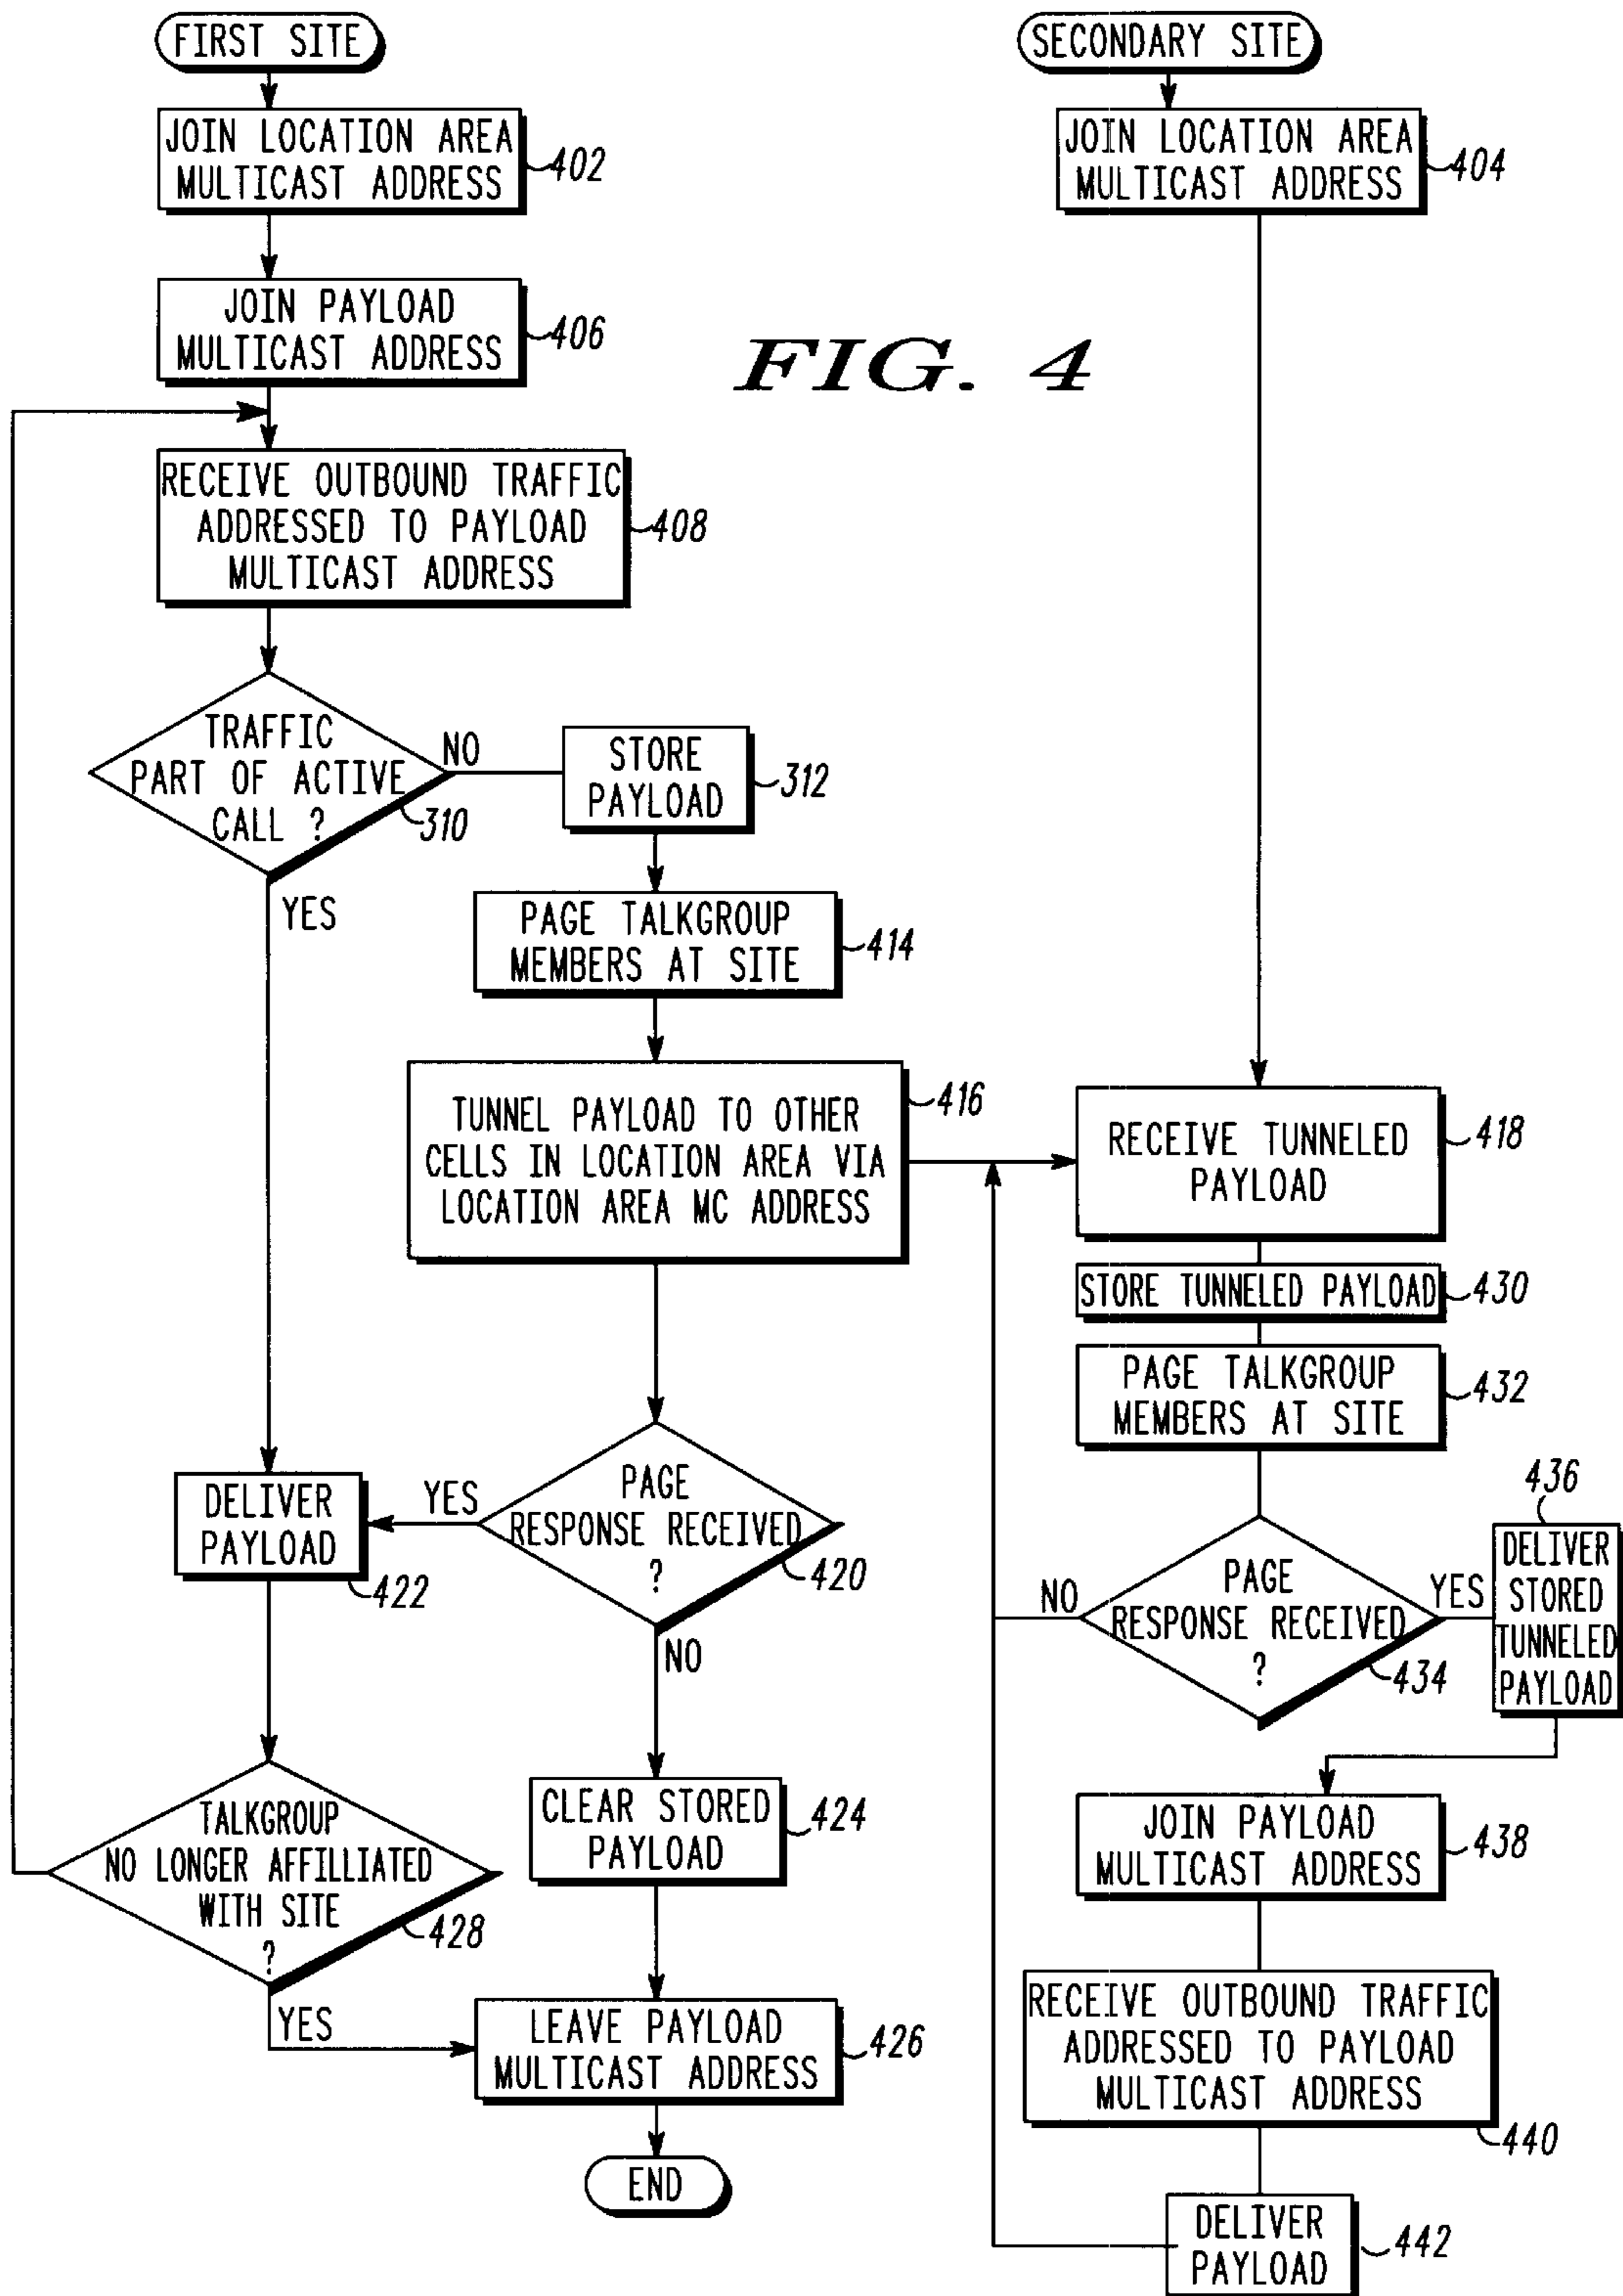 FIRST SITE
JOIN LOCATION AREA
MULTICAST ADDRESS
402
JOIN PAYLOAD
MULTICAST ADDRESS
406
RECEIVE OUTBOUND TRAFFIC
ADDRESSED TO PAYLOAD
MULTICAST ADDRESS
408
TRAFFIC
PART OF ACTIVE
CALL ?
310
NO
YES
STORE
PAYLOAD
312
PAGE TALKGROUP
MEMBERS AT SITE
414
TUNNEL PAYLOAD TO OTHER
CELLS IN LOCATION AREA VIA
LOCATION AREA MC ADDRESS
416
PAGE
RESPONSE RECEIVED
?
420
YES
NO
DELIVER
PAYLOAD
422
CLEAR STORED
PAYLOAD
424
TALKGROUP
NO LONGER AFFILLIATED
WITH SITE
?
428
YES
LEAVE PAYLOAD
MULTICAST ADDRESS
426
END
FIG. 4
SECONDARY SITE
JOIN LOCATION AREA
MULTICAST ADDRESS
404
RECEIVE TUNNELED
PAYLOAD
418
STORE TUNNELED PAYLOAD
430
PAGE TALKGROUP
MEMBERS AT SITE
432
PAGE
RESPONSE RECEIVED
?
434
NO
YES
436
DELIVER
STORED
TUNNELED
PAYLOAD
JOIN PAYLOAD
MULTICAST ADDRESS
438
RECEIVE OUTBOUND TRAFFIC
ADDRESSED TO PAYLOAD
MULTICAST ADDRESS
440
DELIVER
PAYLOAD
442